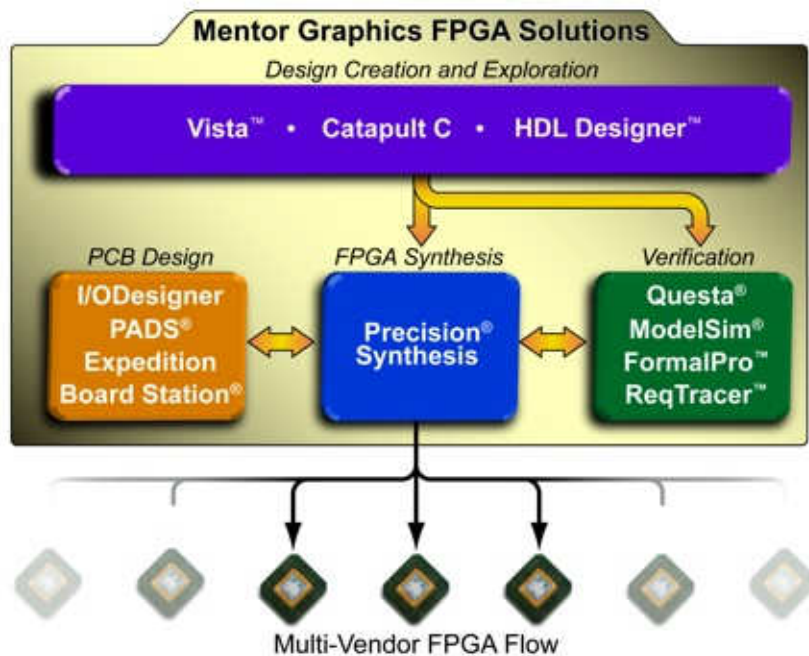 Mentor Graphics FPGA Solutions
Design Creation and Exploration
Vista™ • Catapult C • HDL Designer™
PCB Design
I/ODesigner
PADS®
Expedition
Board Station®
FPGA Synthesis
Precision®
Synthesis
Verification
Questa®
ModelSim®
FormalPro™
ReqTracer™
Multi-Vendor FPGA Flow